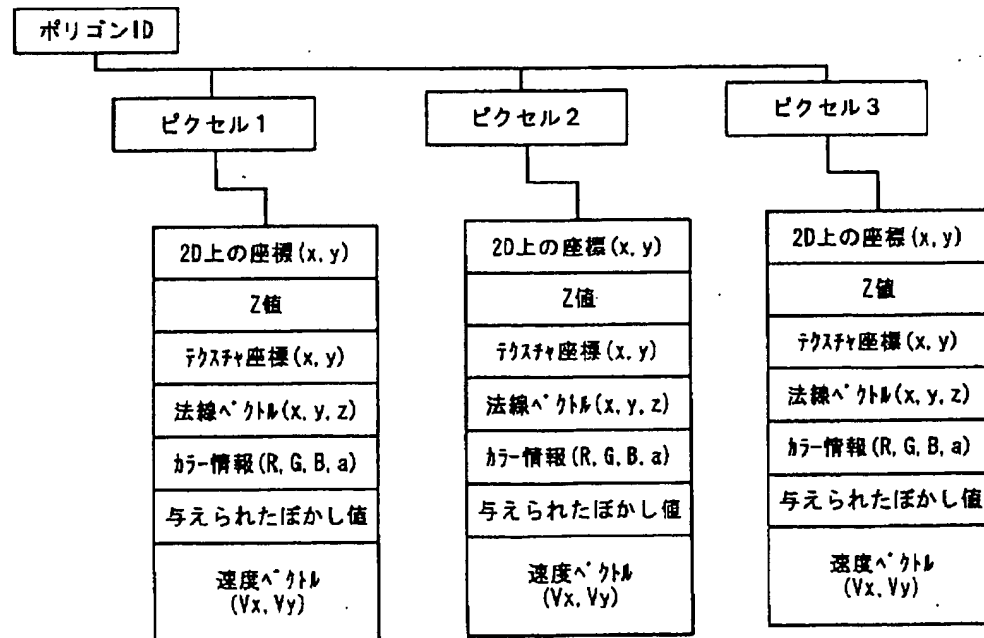 ポリゴンID
ピクセル1
ピクセル2
ピクセル3
2D上の座標(x, y)
Z値
テクスチャ座標(x, y)
法線ベクトル(x, y, z)
カラー情報(R, G, B, a)
与えられたぼかし値
速度ベクトル
(Vx, Vy)
2D上の座標(x, y)
Z値
テクスチャ座標(x, y)
法線ベクトル(x, y, z)
カラー情報(R, G, B, a)
与えられたぼかし値
速度ベクトル
(Vx, Vy)
2D上の座標(x, y)
Z値
テクスチャ座標(x, y)
法線ベクトル(x, y, z)
カラー情報(R, G, B, a)
与えられたぼかし値
速度ベクトル
(Vx, Vy)